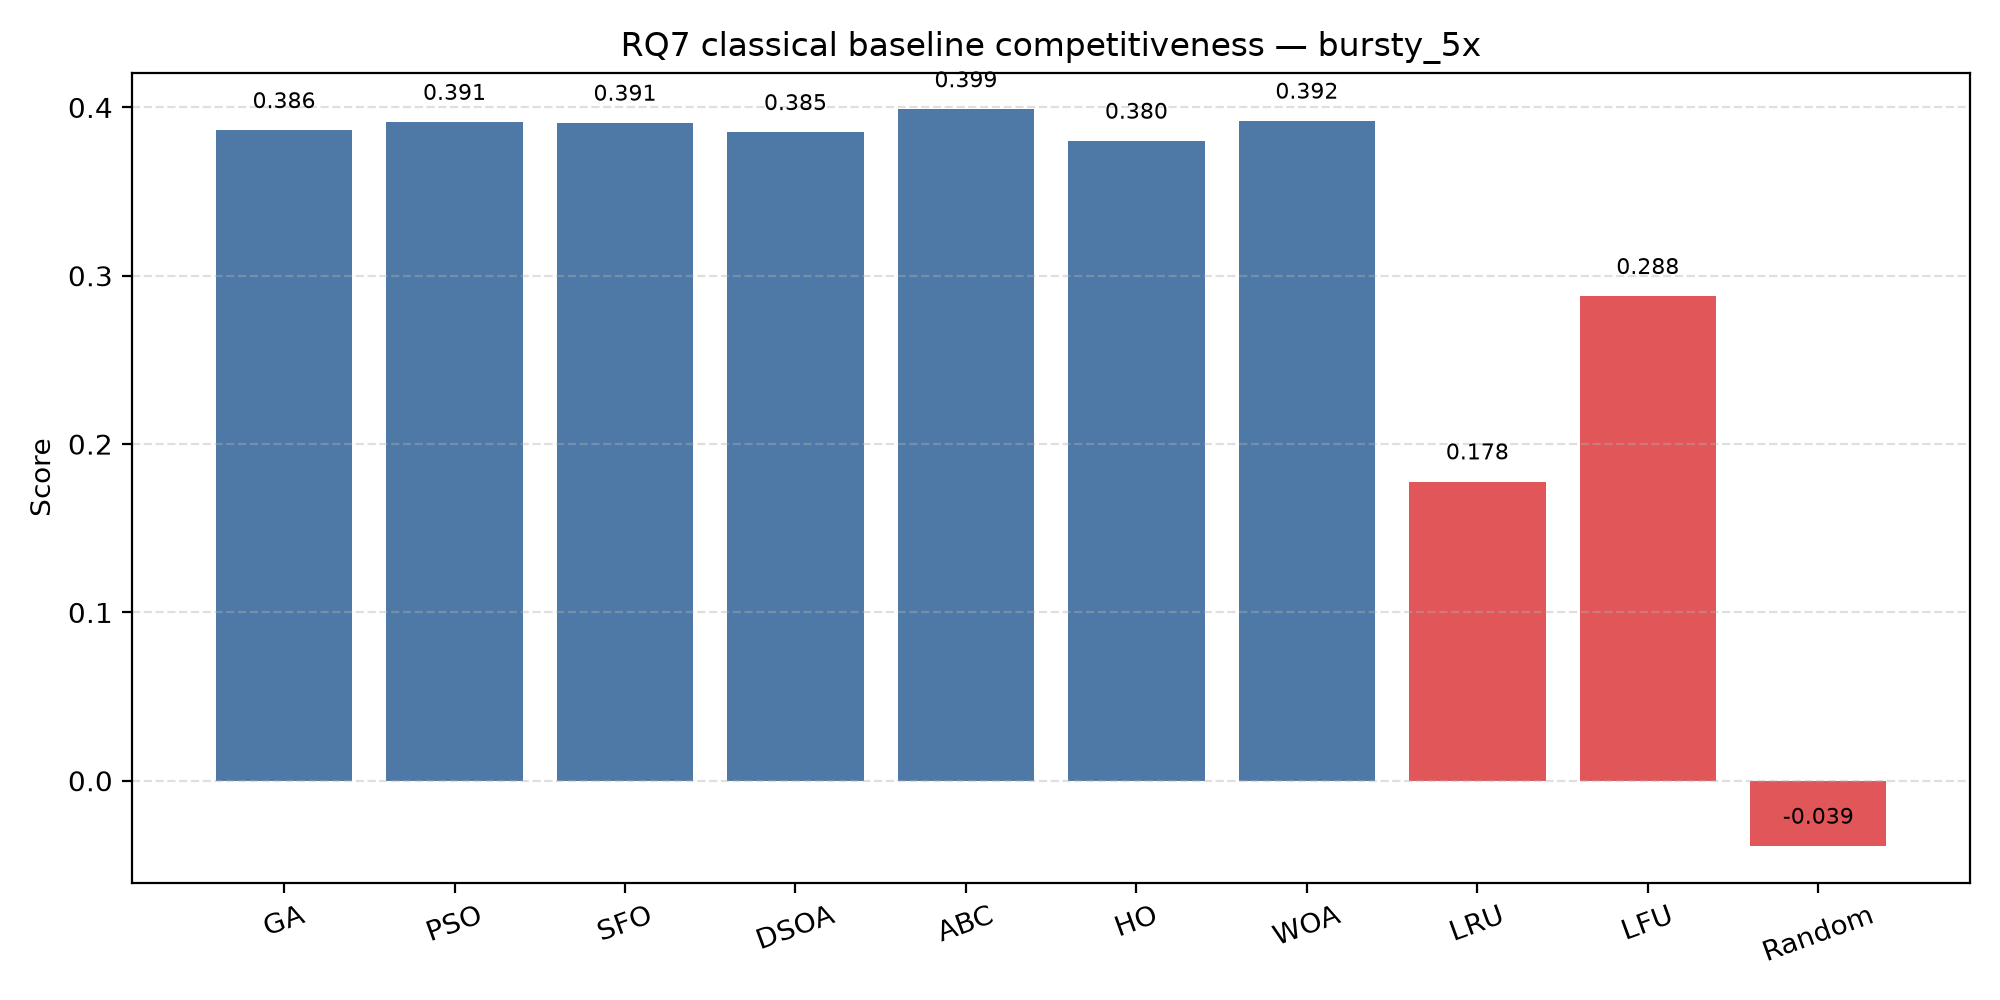 RQ7 classical baseline competitiveness — bursty_5x
0.386
0.391
0.391
0.385
0.399
0.380
0.392
0.178
0.288
-0.039
Score
0.4
0.3
0.2
0.1
0.0
GA
PSO
SFO
DSOA
ABC
HO
WOA
LRU
LFU
Random